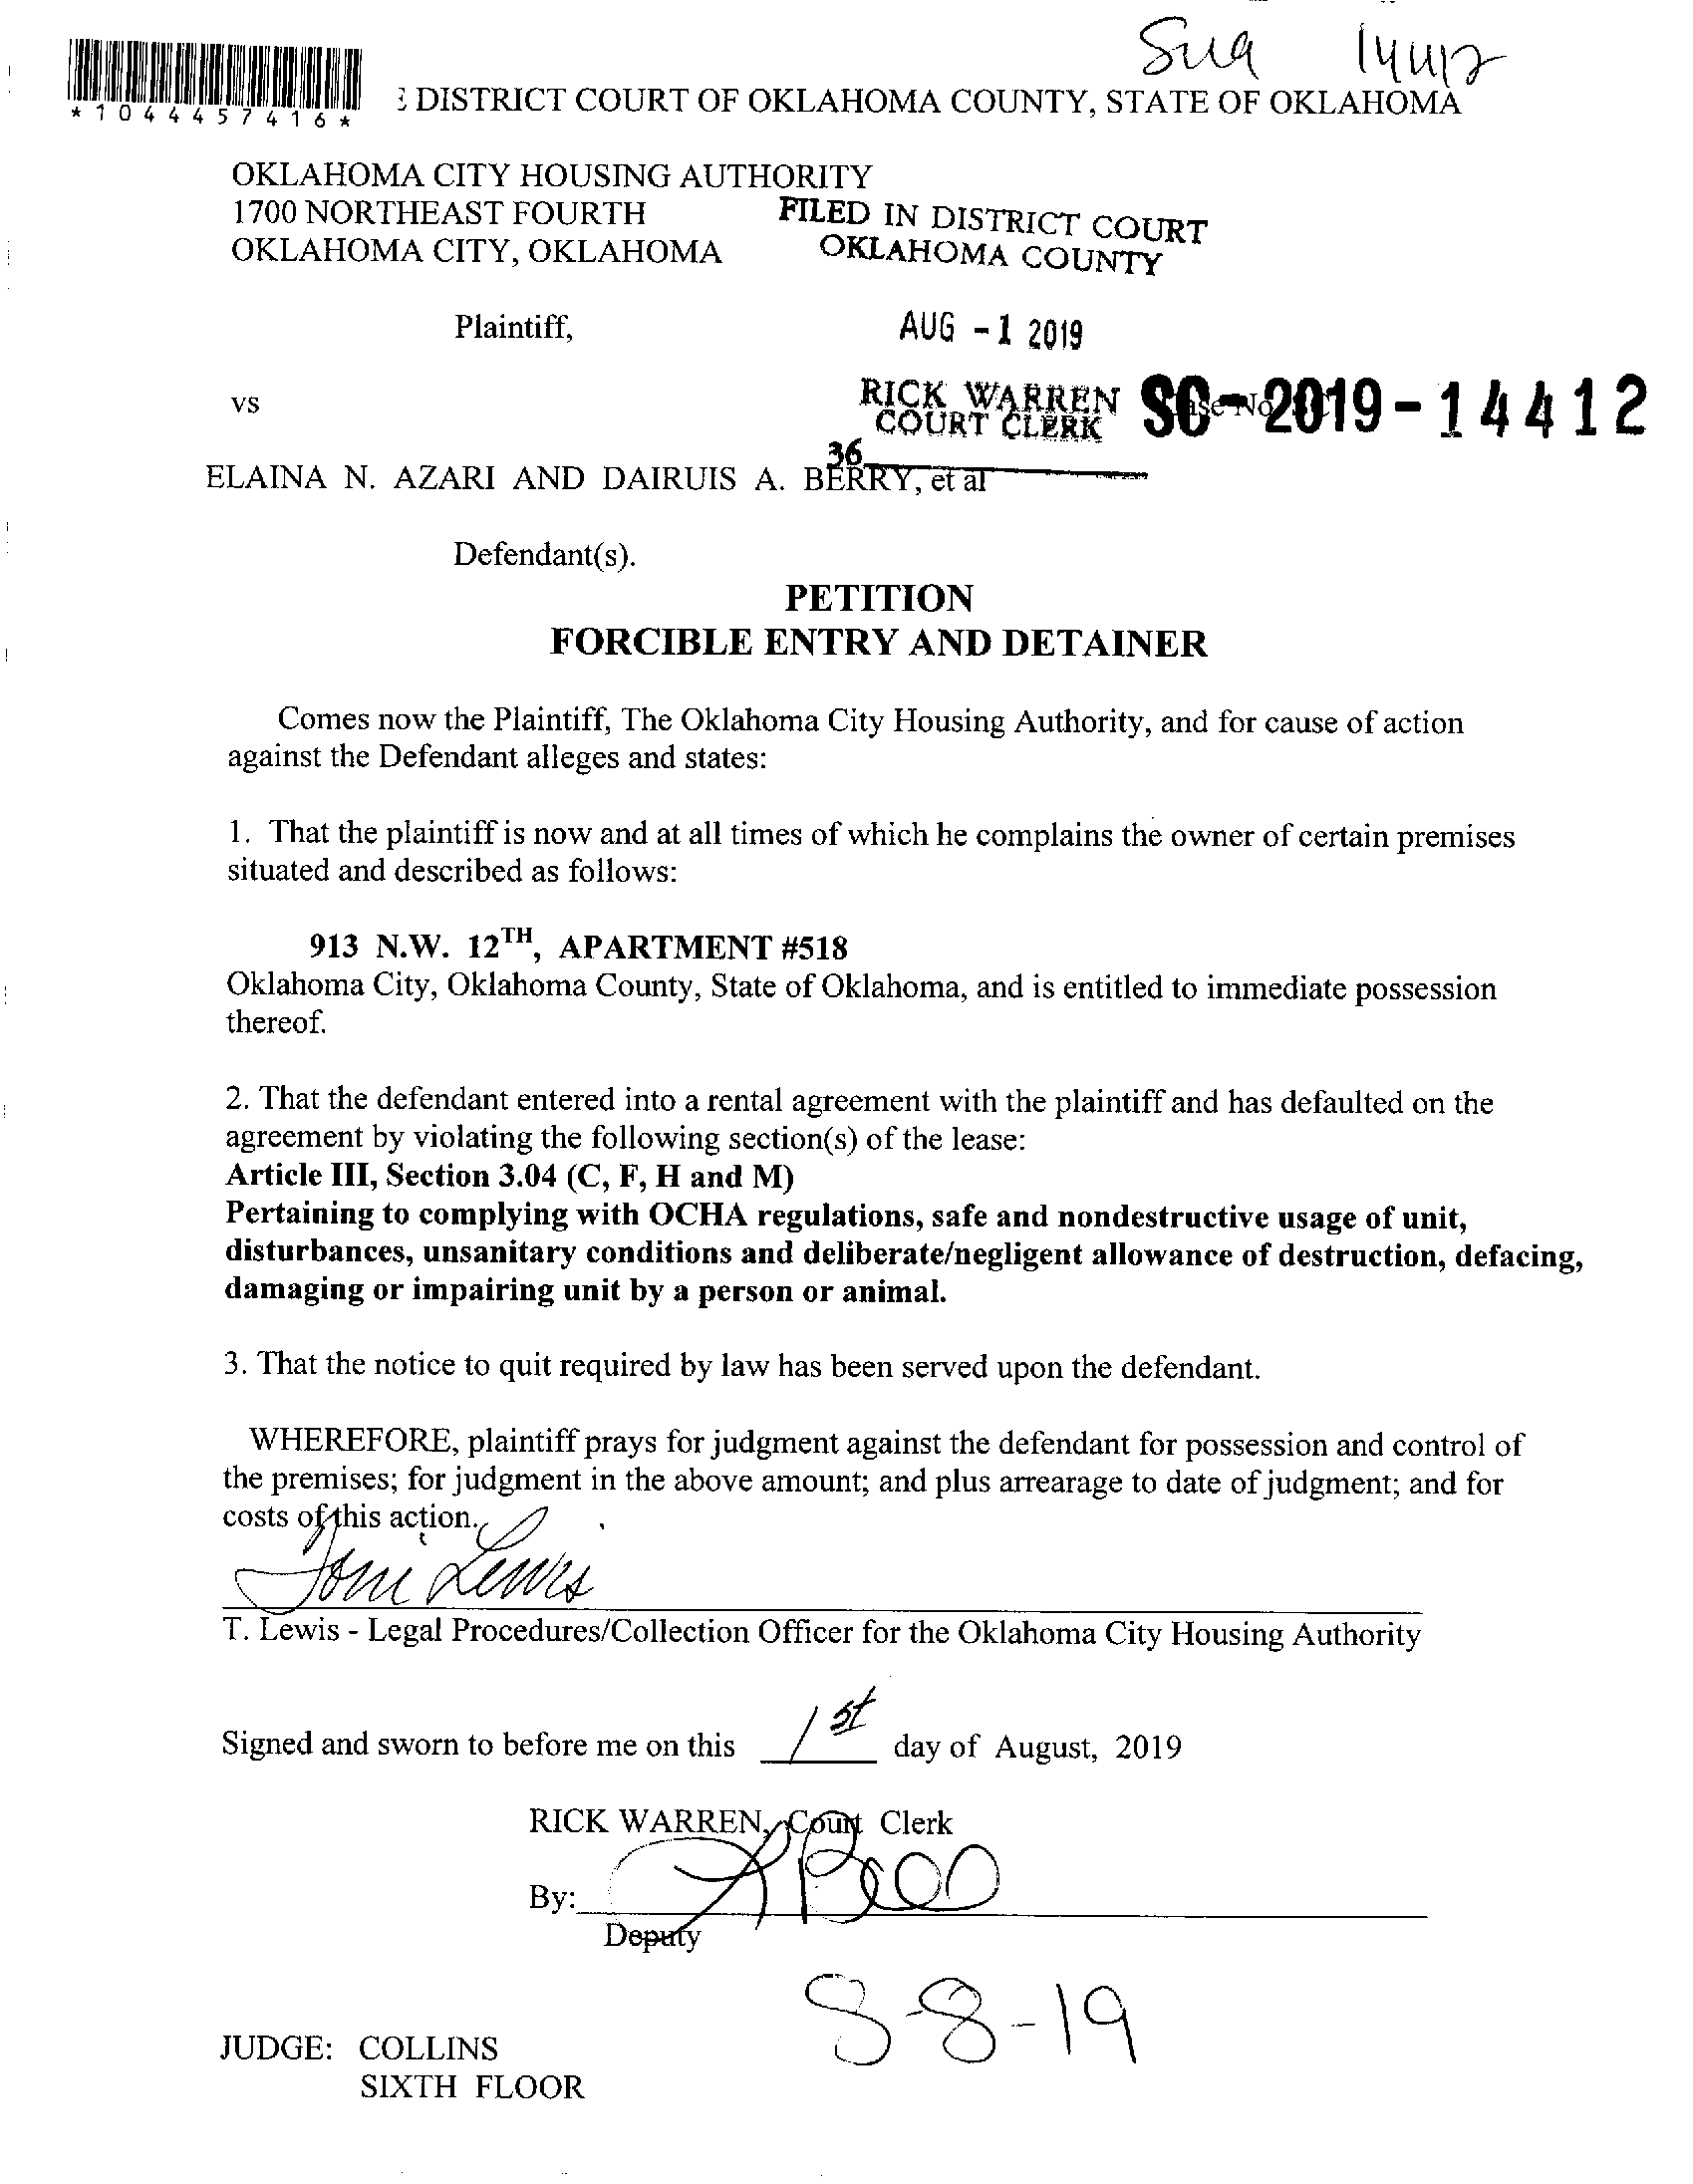 Sua 14412
*1044457416*
DISTRICT COURT OF OKLAHOMA COUNTY, STATE OF OKLAHOMA
OKLAHOMA CITY HOUSING AUTHORITY
1700 NORTHEAST FOURTH
OKLAHOMA CITY, OKLAHOMA
FILED IN DISTRICT COURT
OKLAHOMA COUNTY
Plaintiff,
AUG -1 2019
vs
RICK WARREN
COURT CLERK
SC-2019-14412
36
ELAINA N. AZARI AND DAIRUIS A. BERRY, et al
Defendant(s).
PETITION
FORCIBLE ENTRY AND DETAINER
Comes now the Plaintiff, The Oklahoma City Housing Authority, and for cause of action
against the Defendant alleges and states:
1. That the plaintiff is now and at all times of which he complains the owner of certain premises
situated and described as follows:
913 N.W. 12TH, APARTMENT #518
Oklahoma City, Oklahoma County, State of Oklahoma, and is entitled to immediate possession
thereof.
2. That the defendant entered into a rental agreement with the plaintiff and has defaulted on the
agreement by violating the following section(s) of the lease:
Article III, Section 3.04 (C, F, H and M)
Pertaining to complying with OCHA regulations, safe and nondestructive usage of unit,
disturbances, unsanitary conditions and deliberate/negligent allowance of destruction, defacing,
damaging or impairing unit by a person or animal.
3. That the notice to quit required by law has been served upon the defendant.
WHEREFORE, plaintiff prays for judgment against the defendant for possession and control of
the premises; for judgment in the above amount; and plus arrearage to date of judgment; and for
costs of this action.
Toni Lewis
T. Lewis - Legal Procedures/Collection Officer for the Oklahoma City Housing Authority
Signed and sworn to before me on this 1st day of August, 2019
RICK WARREN, Court Clerk
By:
Deputy
8-8-19
JUDGE: COLLINS
SIXTH FLOOR